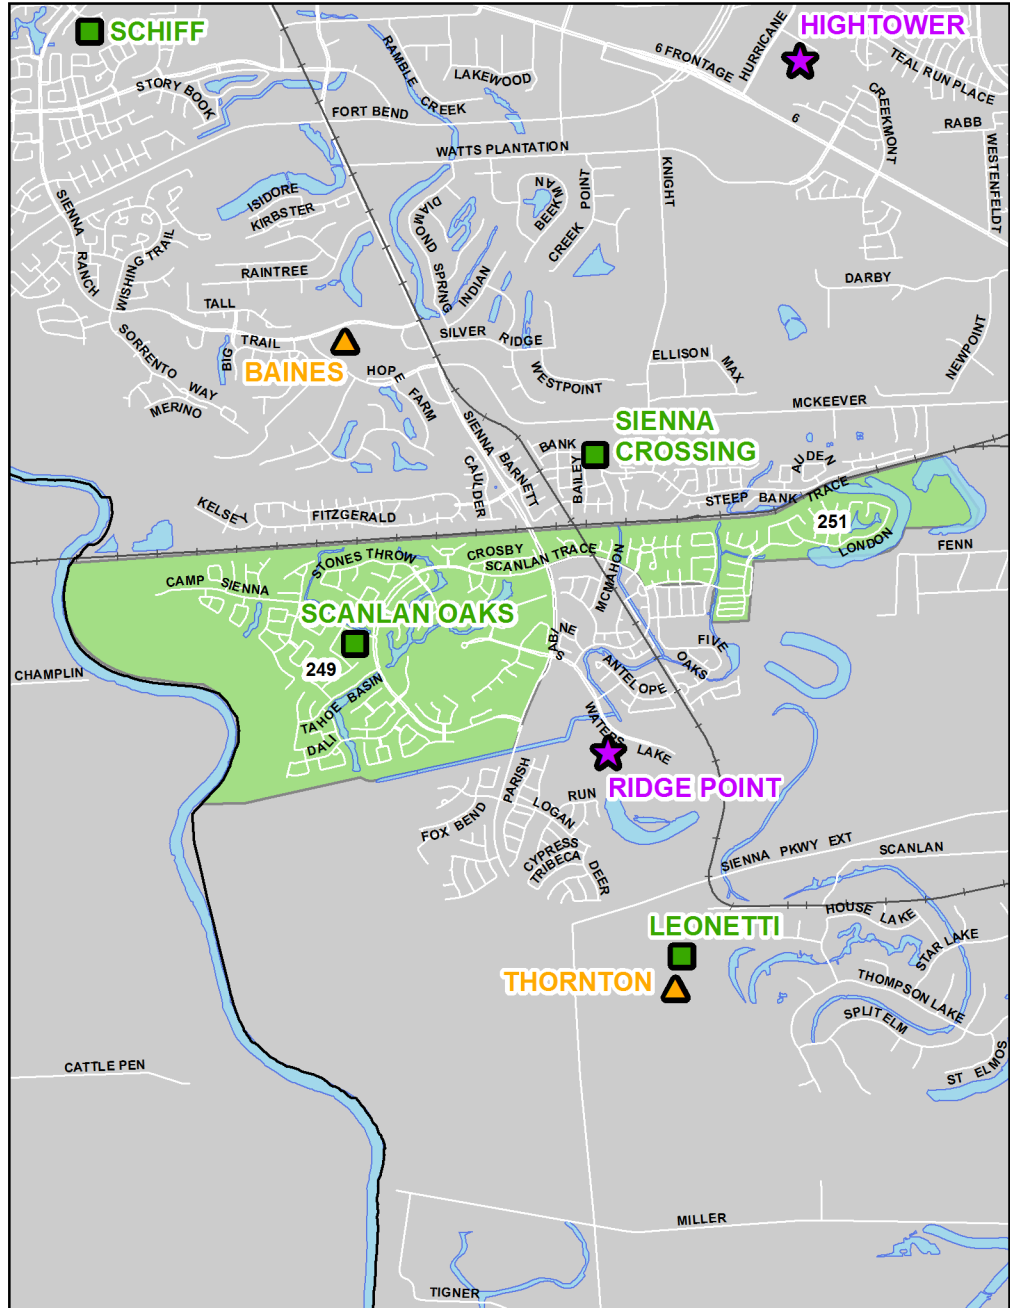 SCHIFF
HIGHTOWER
HURRICANE
6 FRONTAGE
TEAL RUN PLACE
RAMBLE CREEK
LAKEWOOD
STORY BOOK
FORT BEND
6
CREEKMONT
RABB
WESTENFELDT
WATTS PLANTATION
KNIGHT
ISIDORE
KIRBSTER
BEEKMAN
POINT
CREEK
DIAMOND SPRING
INDIAN
SIENNA RANCH
WISHING TRAIL
RAINTREE
DARBY
TALL
BIG TRAIL
SILVER RIDGE
NEWPOINT
BAINES
SORRENTO WAY
MERINO
HOPE FARM
WESTPOINT
ELLISON
MAX
MCKEEVER
SIENNA
CROSSING
SIENNA
BARNETT
BANK
BAILEY
CAULDER
AUDEN
STEEP BANK TRACE
KELSEY
FITZGERALD
251
LONDON
FENN
STONES THROW
CROSBY
SCANLAN TRACE
CAMP SIENNA
MCMAHON
SCANLAN OAKS
249
ABINES
FIVE OAKS
ANTELOPE
CHAMPLIN
TAHOE BASIN
DALI
WATERS LAKE
RIDGE POINT
PARISH
FOX BEND
LOGAN
RUN
CYPRESS
TRIBECA
DEER
SIENNA PKWY EXT
SCANLAN
HOUSE LAKE
STAR LAKE
LEONETTI
THORNTON
THOMPSON LAKE
SPLIT ELM
ST ELMOS
CATTLE PEN
MILLER
TIGNER